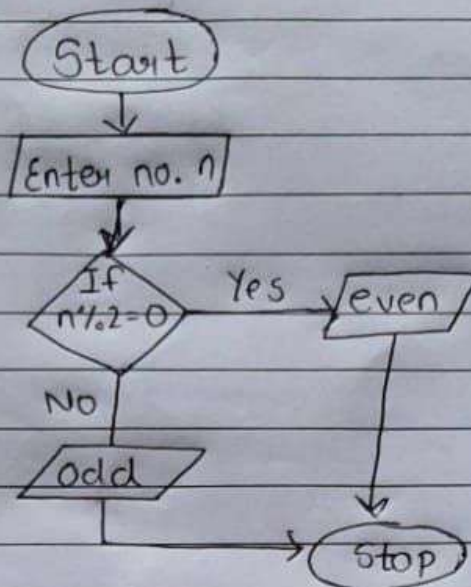 Start
Enter no. n
If
n%2=0
Yes
even
No
odd
Stop